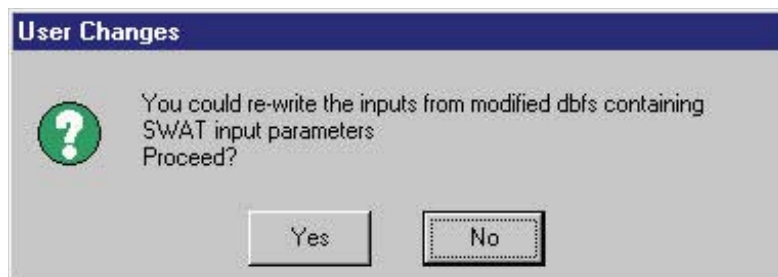 User Changes
You could re-write the inputs from modified dbfs containing
SWAT input parameters
Proceed?
Yes No